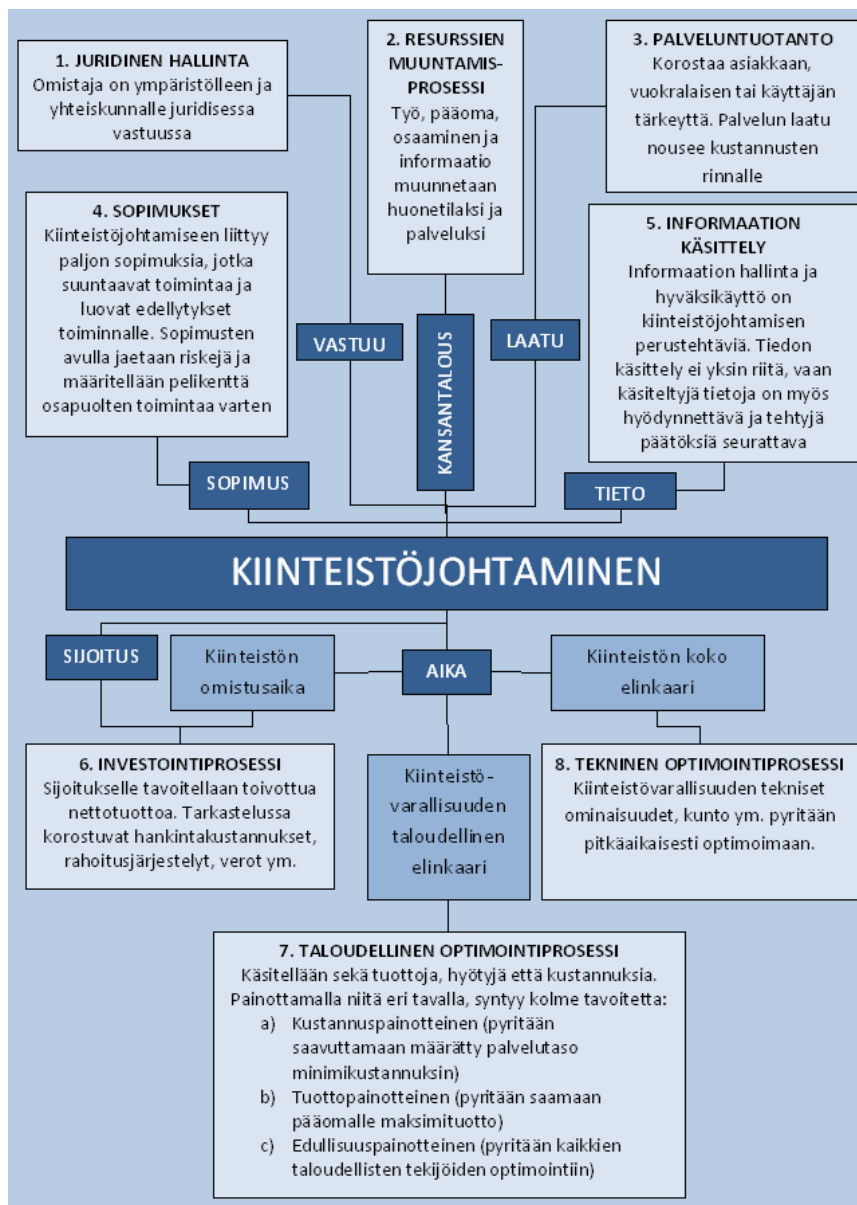 1. JURIDINEN HALLINTA
Omistaja on ympäristölleen ja
yhteiskunnalle juridisessa
vastuussa
2. RESURSSIEN
MUUNTAMIS-
PROSESSI
Työ, pääoma,
osaaminen ja
informaatio
muunnetaan
huonetilaksi ja
palveluksi
3. PALVELUNTUOTANTO
Korostaa asiakkaan,
vuokralaisen tai käyttäjän
tärkeyttä. Palvelun laatu
nousee kustannusten
rinnalle
4. SOPIMUKSET
Kiinteistöjohtamiseen liittyy
paljon sopimuksia, jotka
suuntaavat toimintaa ja
luovat edellytykset
toiminnalle. Sopimusten
avulla jaetaan riskejä ja
määritellään pelikenttä
osapuolten toimintaa varten
5. INFORMAATION
KÄSITTELY
Informaation hallinta ja
hyväksikäyttö on
kiinteistöjohtamisen
perustehtäviä. Tiedon
käsittely ei yksin riitä, vaan
käsiteltyjä tietoja on myös
hyödynnettävä ja tehtyjä
päätöksiä seurattava
VASTUU
KANSANTALOUS
LAATU
SOPIMUS
TIETO
KIINTEISTÖJOHTAMINEN
SIJOITUS
Kiinteistön
omistusaika
AIKA
Kiinteistön koko
elinkaari
6. INVESTOINTIPROSESSI
Sijoitukselle tavoitellaan toivottua
nettotuottoa. Tarkastelussa
korostuvat hankintakustannukset,
rahoitusjärjestelyt, verot ym.
Kiinteistö-
varallisuuden
taloudellinen
elinkaari
8. TEKNINEN OPTIMOINTIPROSESSI
Kiinteistövarallisuuden tekniset
ominaisuudet, kunto ym. pyritään
pitkäaikaisesti optimoimaan.
7. TALOUDELLINEN OPTIMOINTIPROSESSI
Käsitellään sekä tuottoja, hyötyjä että kustannuksia.
Painottamalla niitä eri tavalla, syntyy kolme tavoitetta:
a) Kustannuspainotteinen (pyritään
saavuttamaan määrätty palvelutaso
minimikustannuksin)
b) Tuottopainotteinen (pyritään saamaan
pääomalle maksimituotto)
c) Edullisuuspainotteinen (pyritään kaikkien
taloudellisten tekijöiden optimointiin)